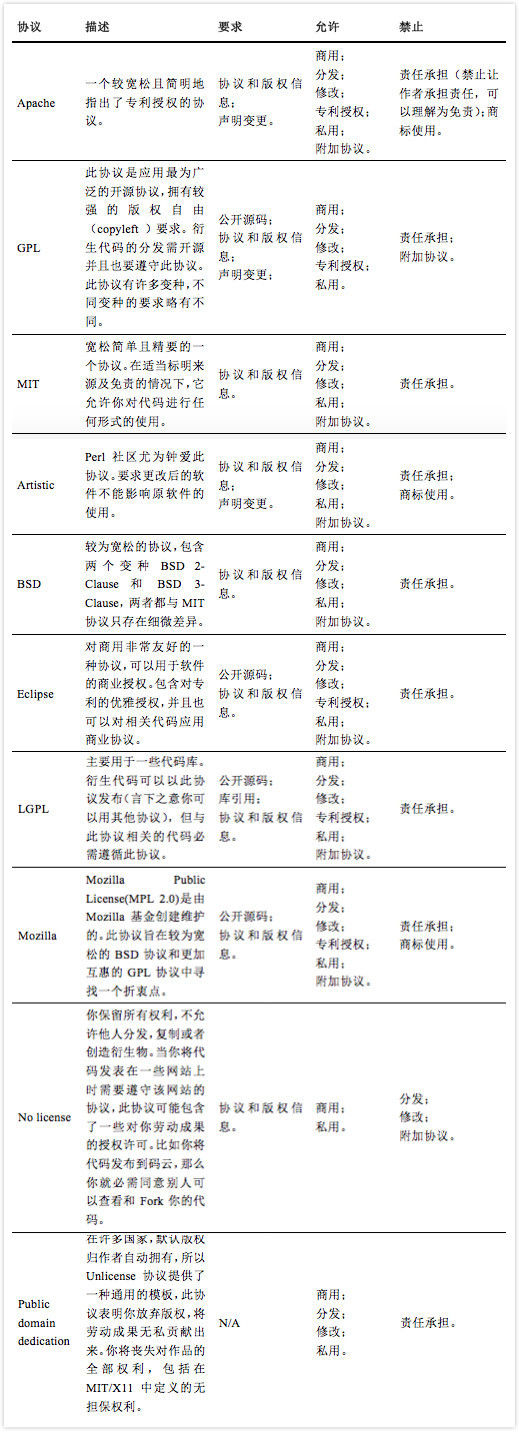 协议 描述 要求 允许 禁止
Apache
一个较宽松且简明地
指出了专利授权的协
议。
协议和版权信
息；
声明变更。
商用；
分发；
修改；
专利授权；
私用；
附加协议。
责任承担（禁止让
作者承担责任，可
以理解为免责）；商
标使用。
GPL
此协议是应用最为广
泛的开源协议，拥有较
强的版权自由
（copyleft ）要求。衍
生代码的分发需开源
并且也要遵守此协议。
此协议有许多变种，不
同变种的要求略有不
同。
公开源码；
协议和版权信
息；
声明变更；
商用；
分发；
修改；
专利授权；
私用。
责任承担；
附加协议。
MIT
宽松简单且精要的一
个协议。在适当标明来
源及免责的情况下，它
允许你对代码进行任
何形式的使用。
协议和版权信
息。
商用；
分发；
修改；
私用；
附加协议。
责任承担。
Artistic
Perl 社区尤为钟爱此
协议。要求更改后的软
件不能影响原软件的
使用。
协议和版权信
息；
声明变更。
商用；
分发；
修改；
私用；
附加协议。
责任承担；
商标使用。
BSD
较为宽松的协议，包含
两个变种 BSD 2-
Clause 和 BSD 3-
Clause，两者都与 MIT
协议只存在细微差异。
协议和版权信
息。
商用；
分发；
修改；
私用；
附加协议。
责任承担。
Eclipse
对商用非常友好的一
种协议，可以用于软件
的商业授权。包含对专
利的优雅授权，并且也
可以对相关代码应用
商业协议。
公开源码；
协议和版权信
息。
商用；
分发；
修改；
专利授权；
私用；
附加协议。
责任承担。
LGPL
主要用于一些代码库。
衍生代码可以以此协
议发布（言下之意你可
以用其他协议），但与
此协议相关的代码必
需遵循此协议。
公开源码；
库引用；
协议和版权信
息。
商用；
分发；
修改；
专利授权；
私用；
附加协议。
责任承担。
Mozilla
Mozilla Public
License(MPL 2.0)是由
Mozilla 基金创建维护
的。此协议旨在较为宽
松的 BSD 协议和更加
互惠的 GPL 协议中寻
找一个折衷点。
公开源码；
协议和版权信
息。
商用；
分发；
修改；
专利授权；
私用；
附加协议。
责任承担；
商标使用。
No license
你保留所有权利，不允
许他人分发，复制或者
创造衍生物。当你将代
码发表在一些网站上
时需要遵守该网站的
协议，此协议可能包含
了一些对你劳动成果
的授权许可。比如你将
代码发布到码云，那么
你就必需同意别人可
以查看和 Fork 你的代
码。
协议和版权信
息。
商用；
私用。
分发；
修改；
附加协议。
Public
domain
dedication
在许多国家，默认版权
归作者自动拥有，所以
Unlicense 协议提供了
一种通用的模板，此协
议表明你放弃版权，将
劳动成果无私贡献出
来。你将丧失对作品的
全部权利，包括在
MIT/X11 中定义的无
担保权利。
N/A
商用；
分发；
修改；
私用。
责任承担。